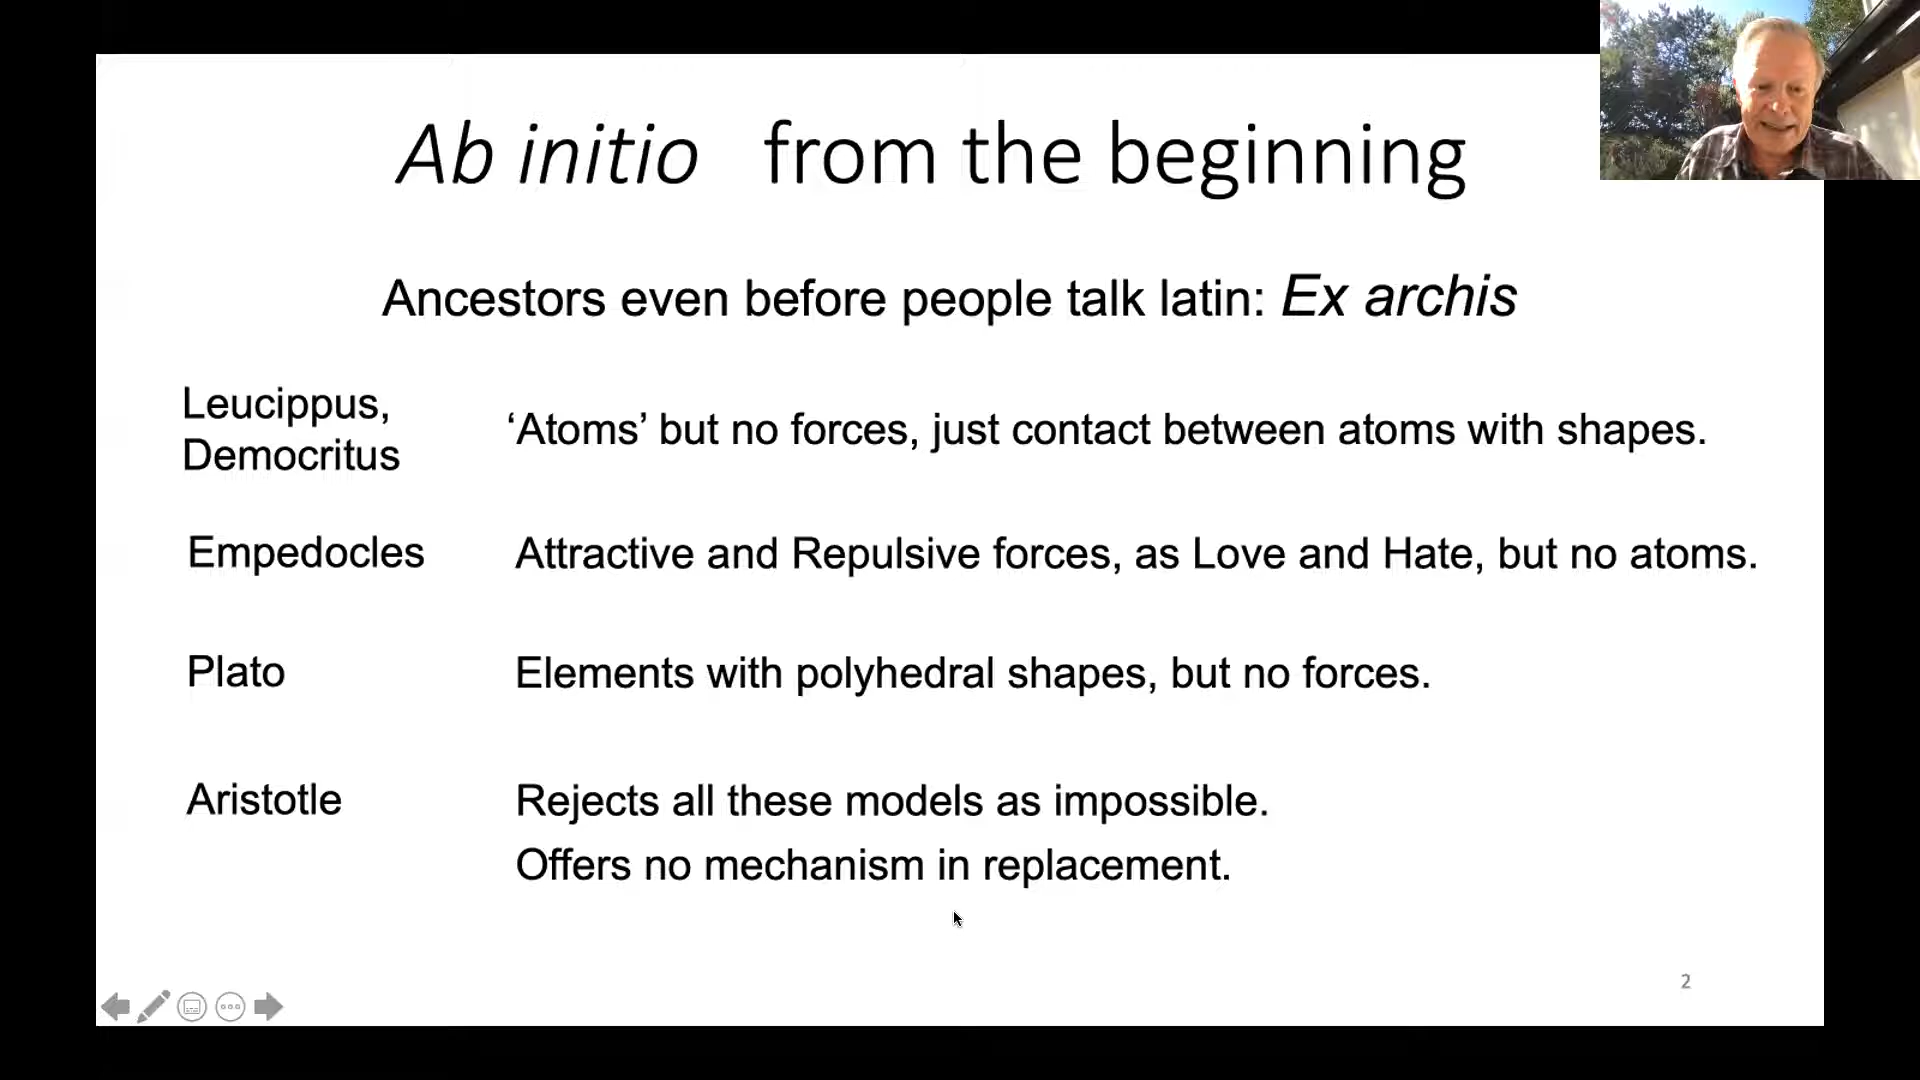 Ab initio from the beginning
Ancestors even before people talk latin: Ex archis
Leucippus,
Democritus
‘Atoms’ but no forces, just contact between atoms with shapes.
Empedocles
Attractive and Repulsive forces, as Love and Hate, but no atoms.
Plato
Elements with polyhedral shapes, but no forces.
Aristotle
Rejects all these models as impossible.
Offers no mechanism in replacement.
2